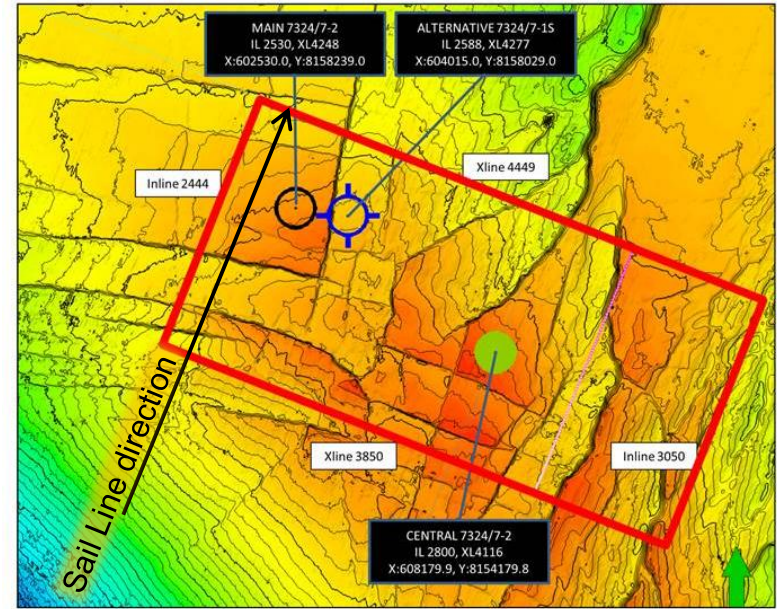 MAIN 7324/7-2
IL 2530, XL4248
X:602530.0, Y:8158239.0
ALTERNATIVE 7324/7-1S
IL 2588, XL4277
X:604015.0, Y:8158029.0
Inline 2444
Xline 4449
Sail Line direction
Xline 3850
Inline 3050
CENTRAL 7324/7-2
IL 2800, XL4116
X:608179.9, Y:8154179.8